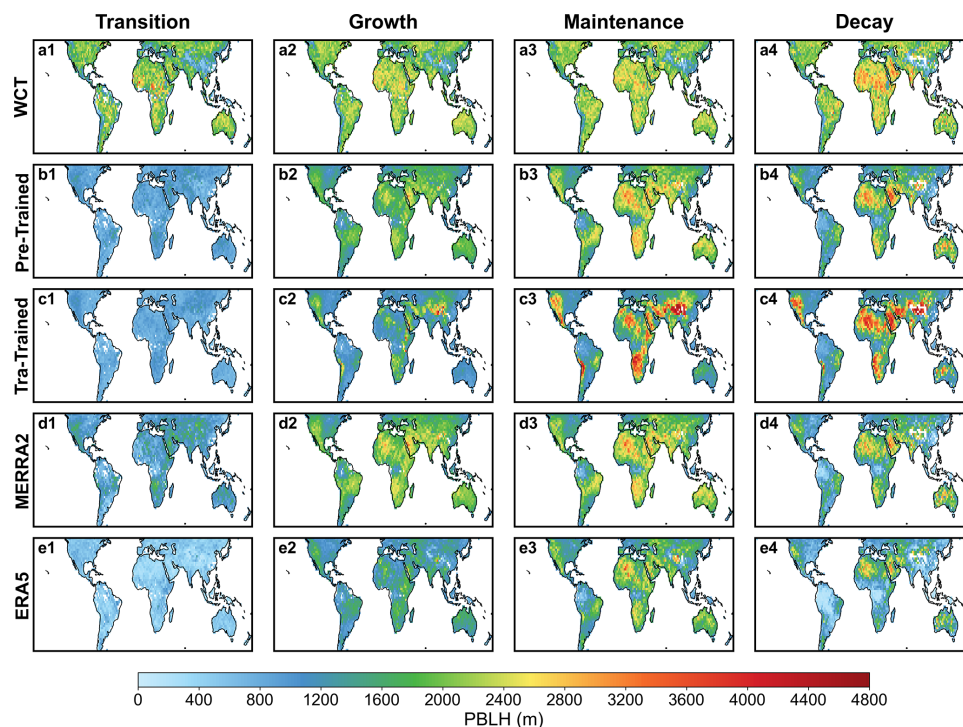 Transition Growth Maintenance Decay
WCT a1 a2 a3 a4
Pre-Trained b1 b2 b3 b4
Tra-Trained c1 c2 c3 c4
MERRA2 d1 d2 d3 d4
ERA5 e1 e2 e3 e4
0 400 800 1200 1600 2000 2400 2800 3200 3600 4000 4400 4800
PBLH (m)